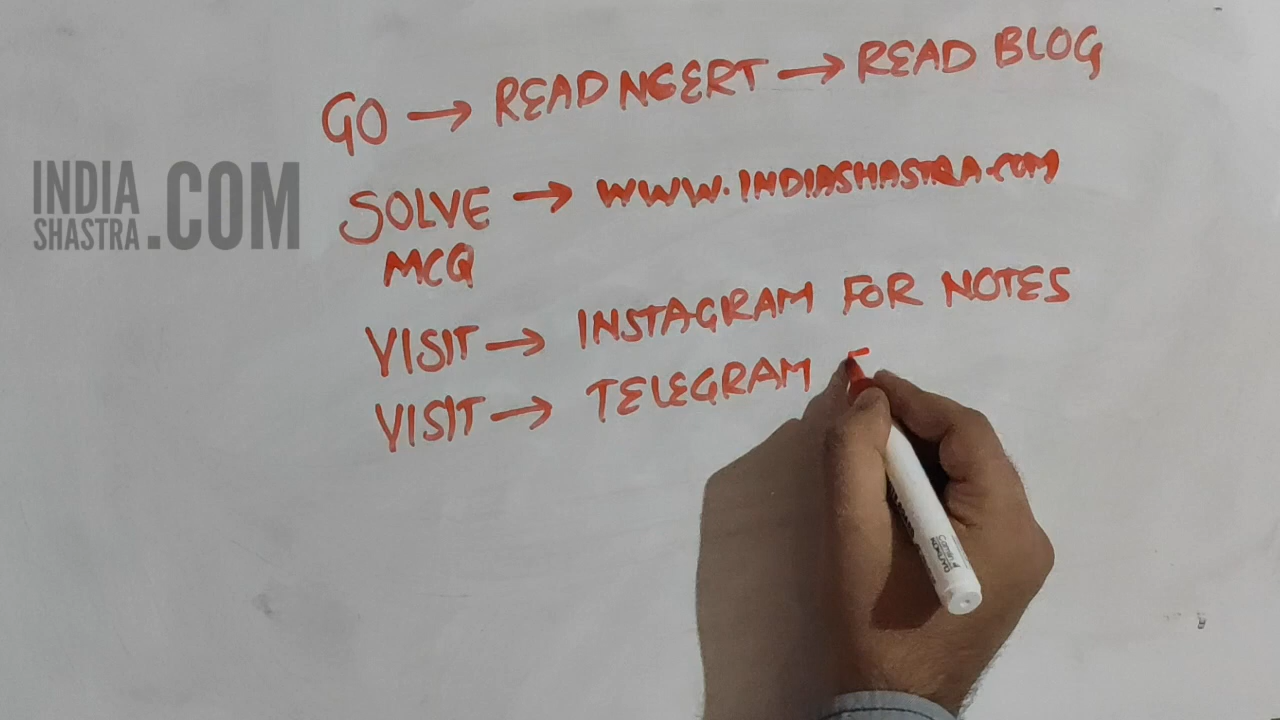 GO → READ NCERT → READ BLOG
INDIA
SHASTRA .COM
SOLVE → WWW.INDIASHASTRA.COM
MCQ
VISIT → INSTAGRAM FOR NOTES
VISIT → TELEGRAM